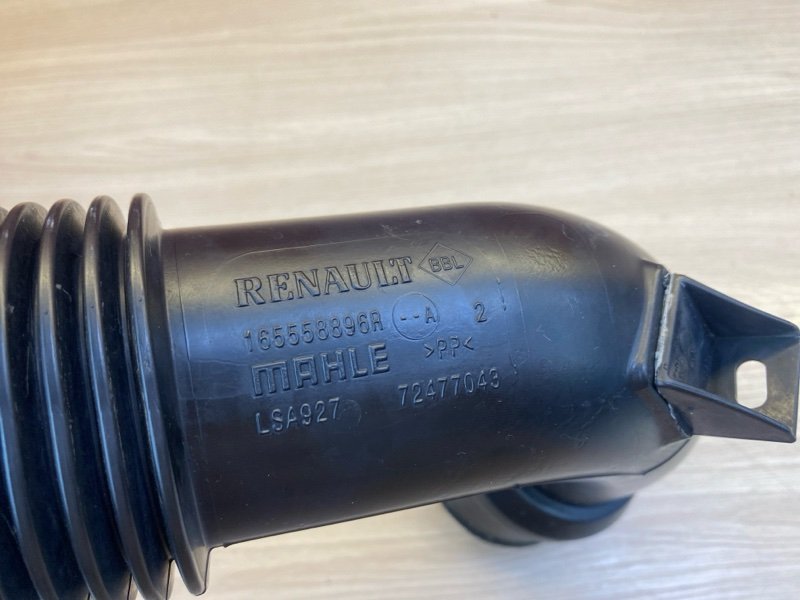 RENAULT BBL
165558896R --A 2
MAHLE >PP<
LSA927 72477043